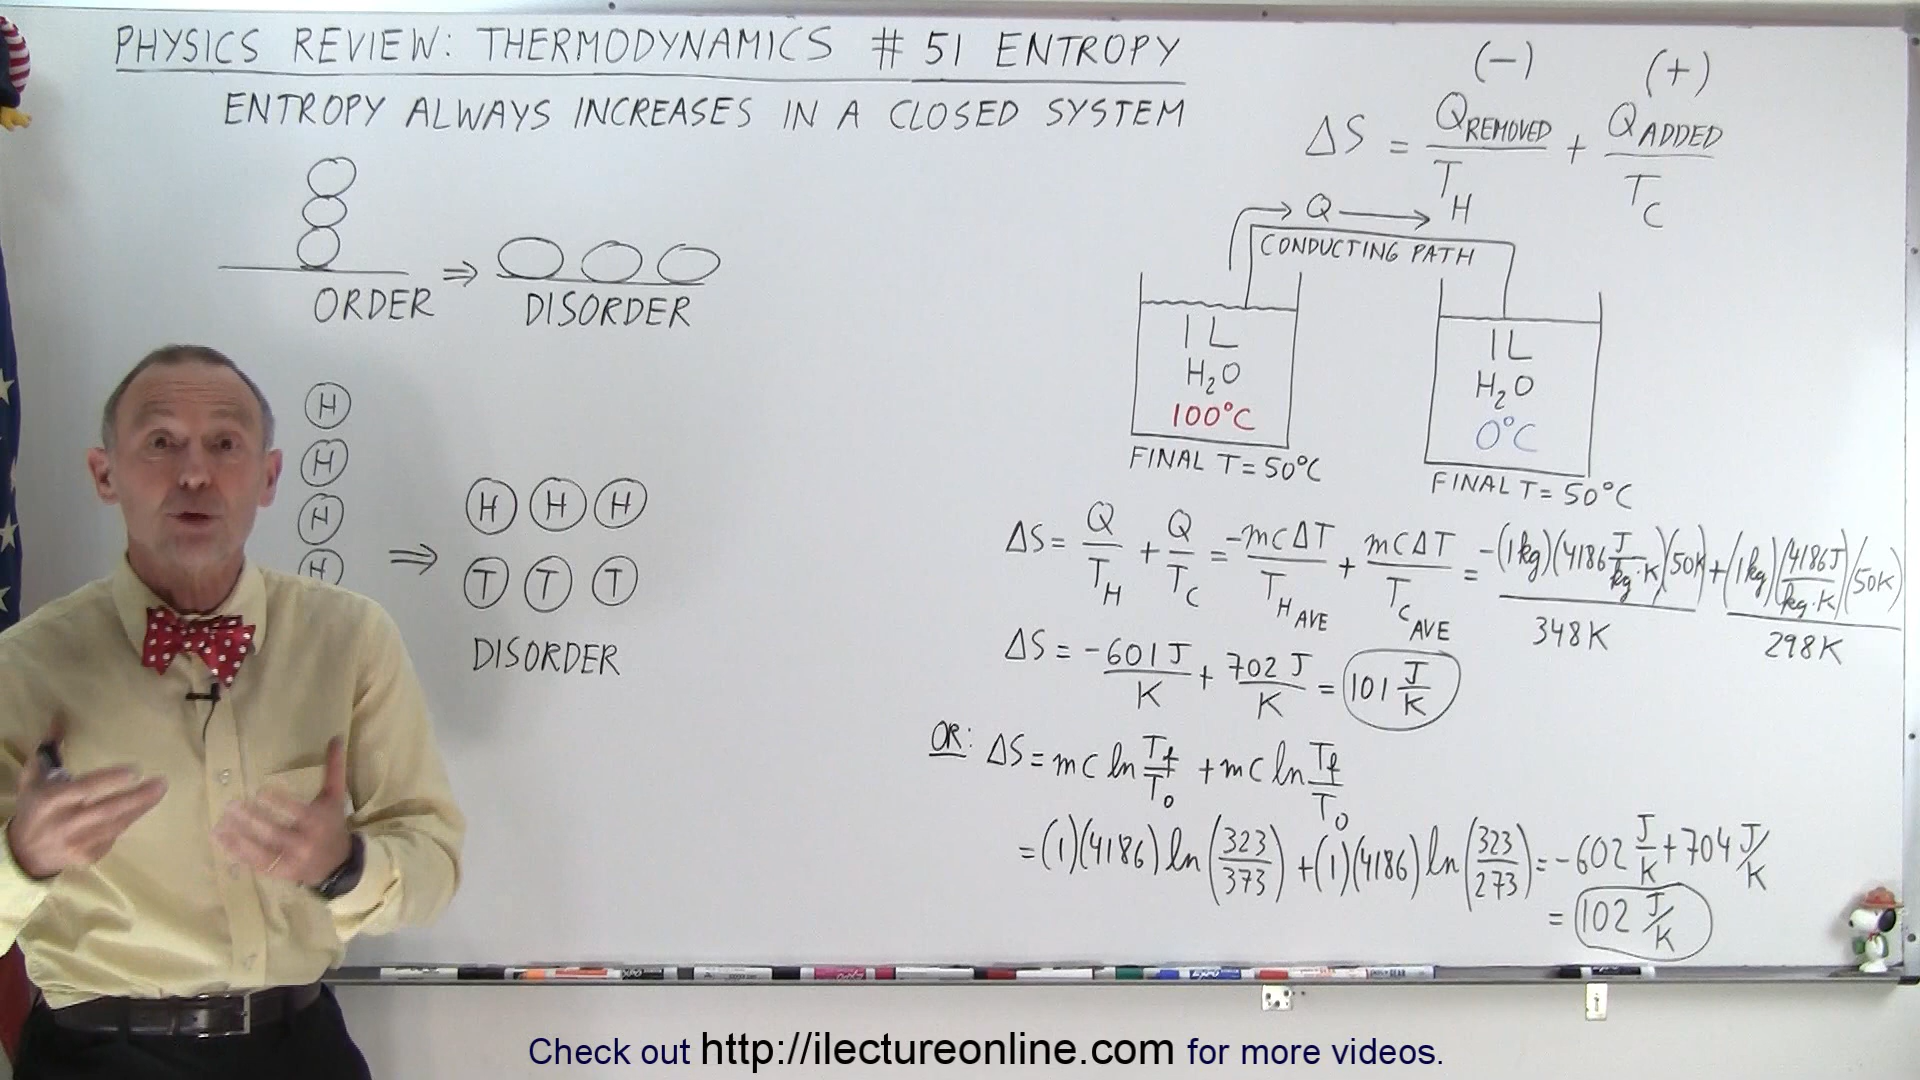 PHYSICS REVIEW: THERMODYNAMICS # 51 ENTROPY
ENTROPY ALWAYS INCREASES IN A CLOSED SYSTEM
ORDER ⇒ DISORDER
H
H
H
H
⇒
H H H
T T T
DISORDER
(-) (+)
ΔS = Q_REMOVED/T_H + Q_ADDED/T_C
→ Q →
CONDUCTING PATH
1L
H₂O
100°C
FINAL T = 50°C
1L
H₂O
0°C
FINAL T = 50°C
ΔS = Q/T_H + Q/T_C = -mcΔT/T_H AVE + mcΔT/T_C AVE = -(1kg)(4186 J/kg·K)(50K)/348K + (1kg)(4186J/kg·K)(50K)/298K
ΔS = -601J/K + 702J/K = 101 J/K
OR: ΔS = mc ln T_f/T_0 + mc ln T_f/T_0
= (1)(4186) ln(323/373) + (1)(4186) ln(323/273) = -602 J/K + 704 J/K
= 102 J/K
Check out http://ilectureonline.com for more videos.